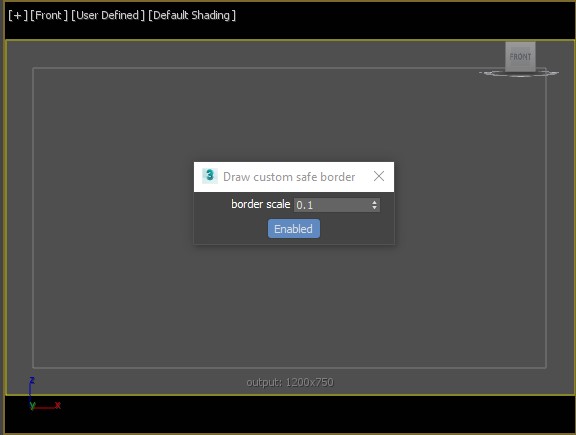 [+] [Front] [User Defined] [Default Shading]
FRONT
3 Draw custom safe border
border scale 0.1
Enabled
output: 1200x750
z
y x